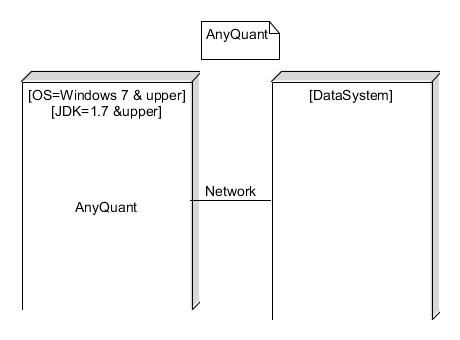 AnyQuant
[OS=Windows 7 & upper]
[JDK=1.7 &upper]
[DataSystem]
Network
AnyQuant